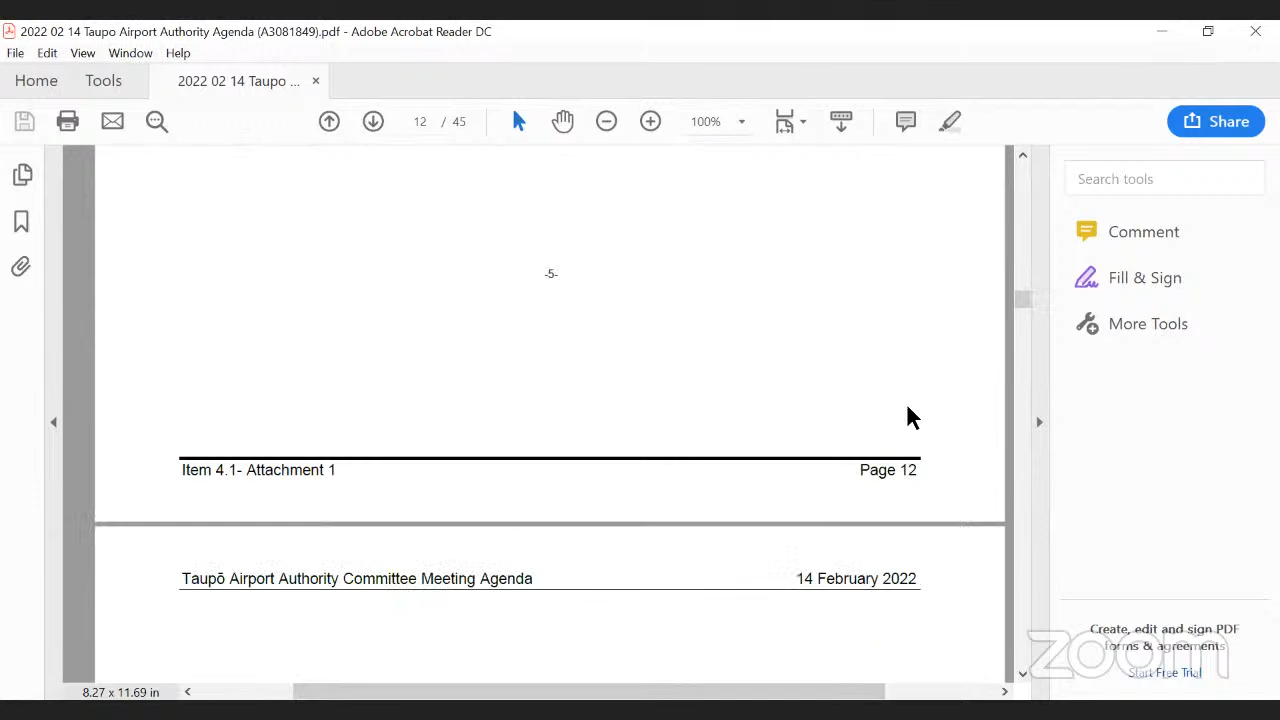 2022 02 14 Taupo Airport Authority Agenda (A3081849).pdf - Adobe Acrobat Reader DC
File Edit View Window Help
Home Tools 2022 02 14 Taupo ... ×
12 / 45 100% Share
Search tools
Comment
-5-
Fill & Sign
More Tools
Item 4.1- Attachment 1 Page 12
Taupō Airport Authority Committee Meeting Agenda 14 February 2022
Create, edit and sign PDF
forms & agreements
Start Free Trial
zoom
8.27 x 11.69 in